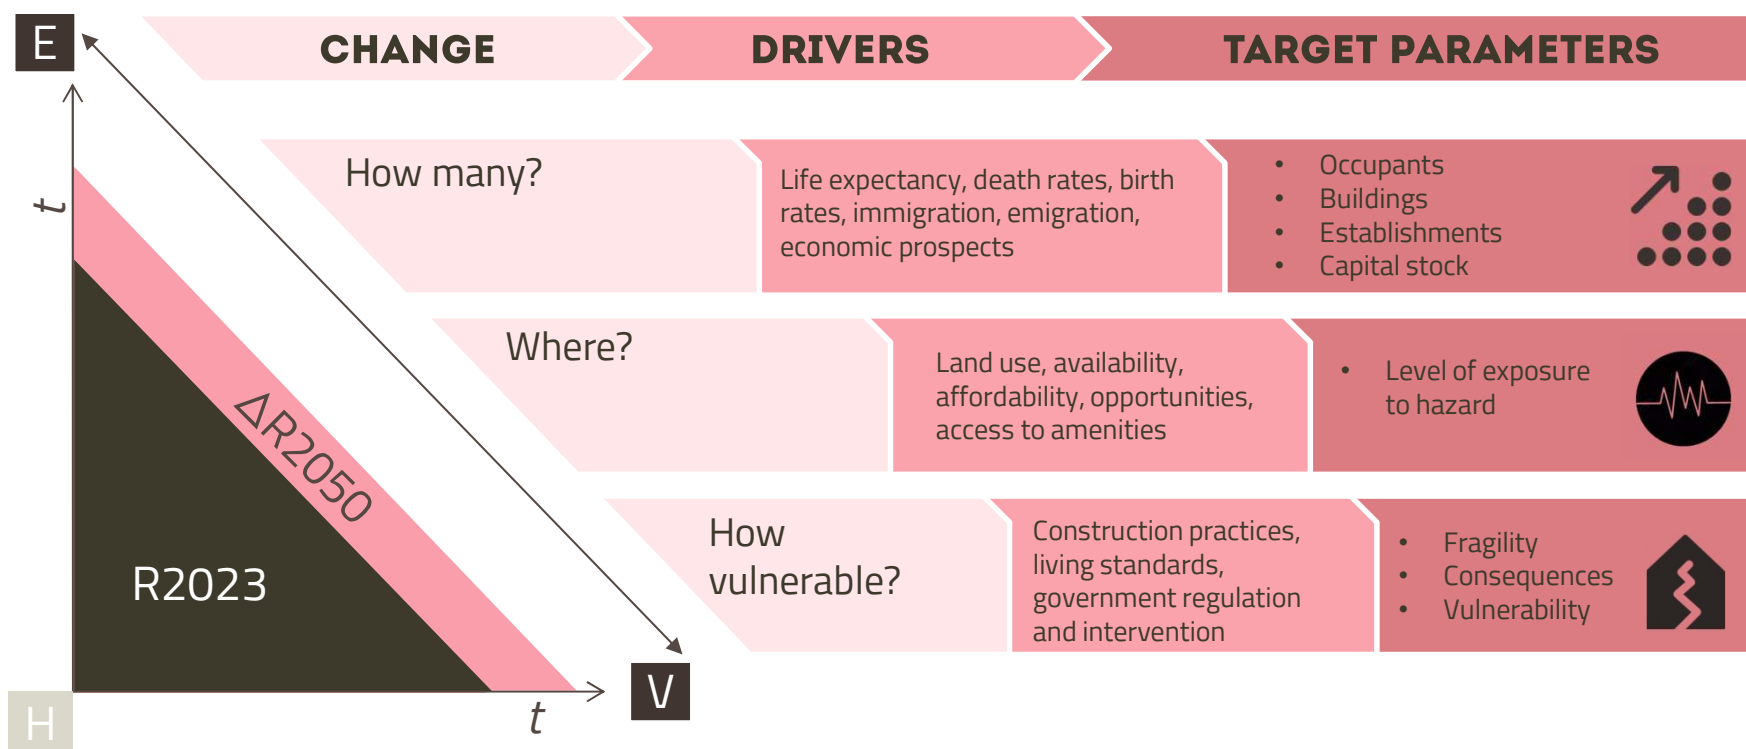 E
CHANGE
DRIVERS
TARGET PARAMETERS
t
How many?
Life expectancy, death rates, birth
rates, immigration, emigration,
economic prospects
• Occupants
• Buildings
• Establishments
• Capital stock
Where?
Land use, availability,
affordability, opportunities,
access to amenities
• Level of exposure
to hazard
ΔR2050
R2023
How
vulnerable?
Construction practices,
living standards,
government regulation
and intervention
• Fragility
• Consequences
• Vulnerability
H
t
V